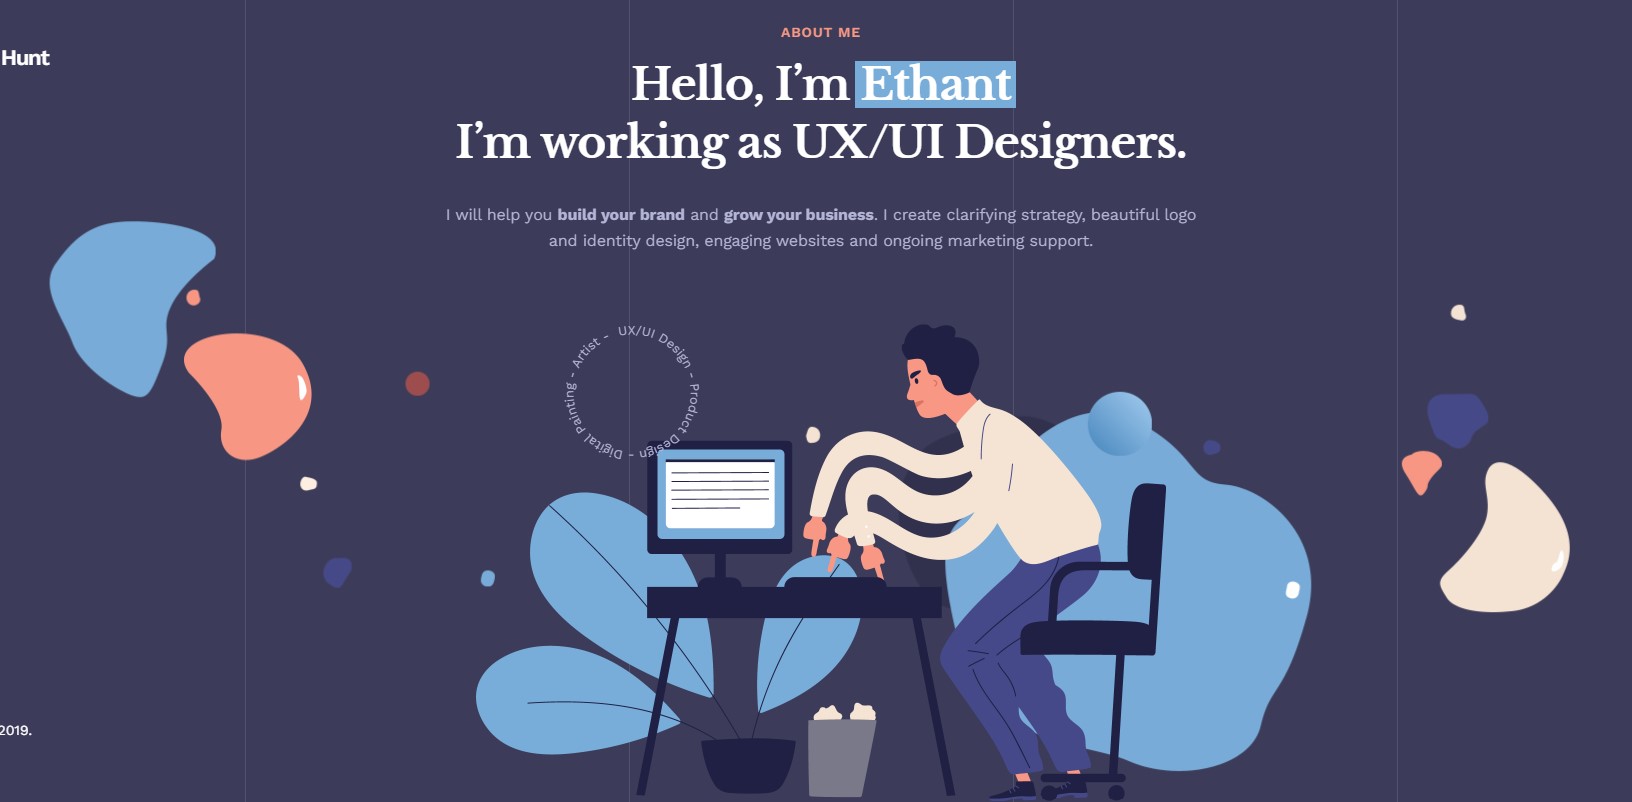 ABOUT ME
Hunt
Hello, I’m Ethant
I’m working as UX/UI Designers.
I will help you build your brand and grow your business. I create clarifying strategy, beautiful logo
and identity design, engaging websites and ongoing marketing support.
UX/UI Design - Product Design - Digital Painting - Artist -
2019.